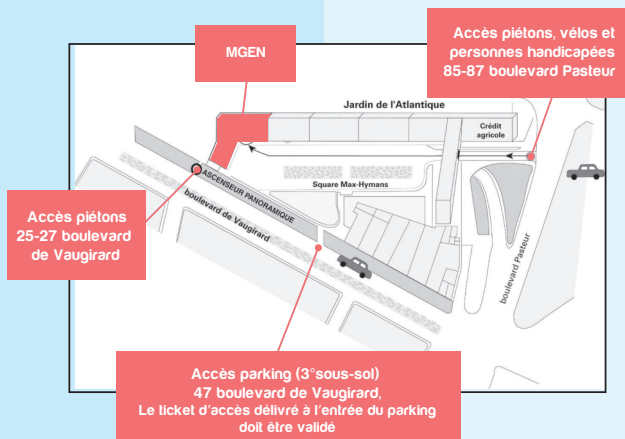 MGEN
Accès piétons, vélos et
personnes handicapées
85-87 boulevard Pasteur
Jardin de l'Atlantique
Crédit
agricole
Square Max-Hymans
ASCENSEUR PANORAMIQUE
boulevard de Vaugirard
boulevard Pasteur
Accès piétons
25-27 boulevard
de Vaugirard
Accès parking (3°sous-sol)
47 boulevard de Vaugirard,
Le ticket d'accès délivré à l'entrée du parking
doit être validé